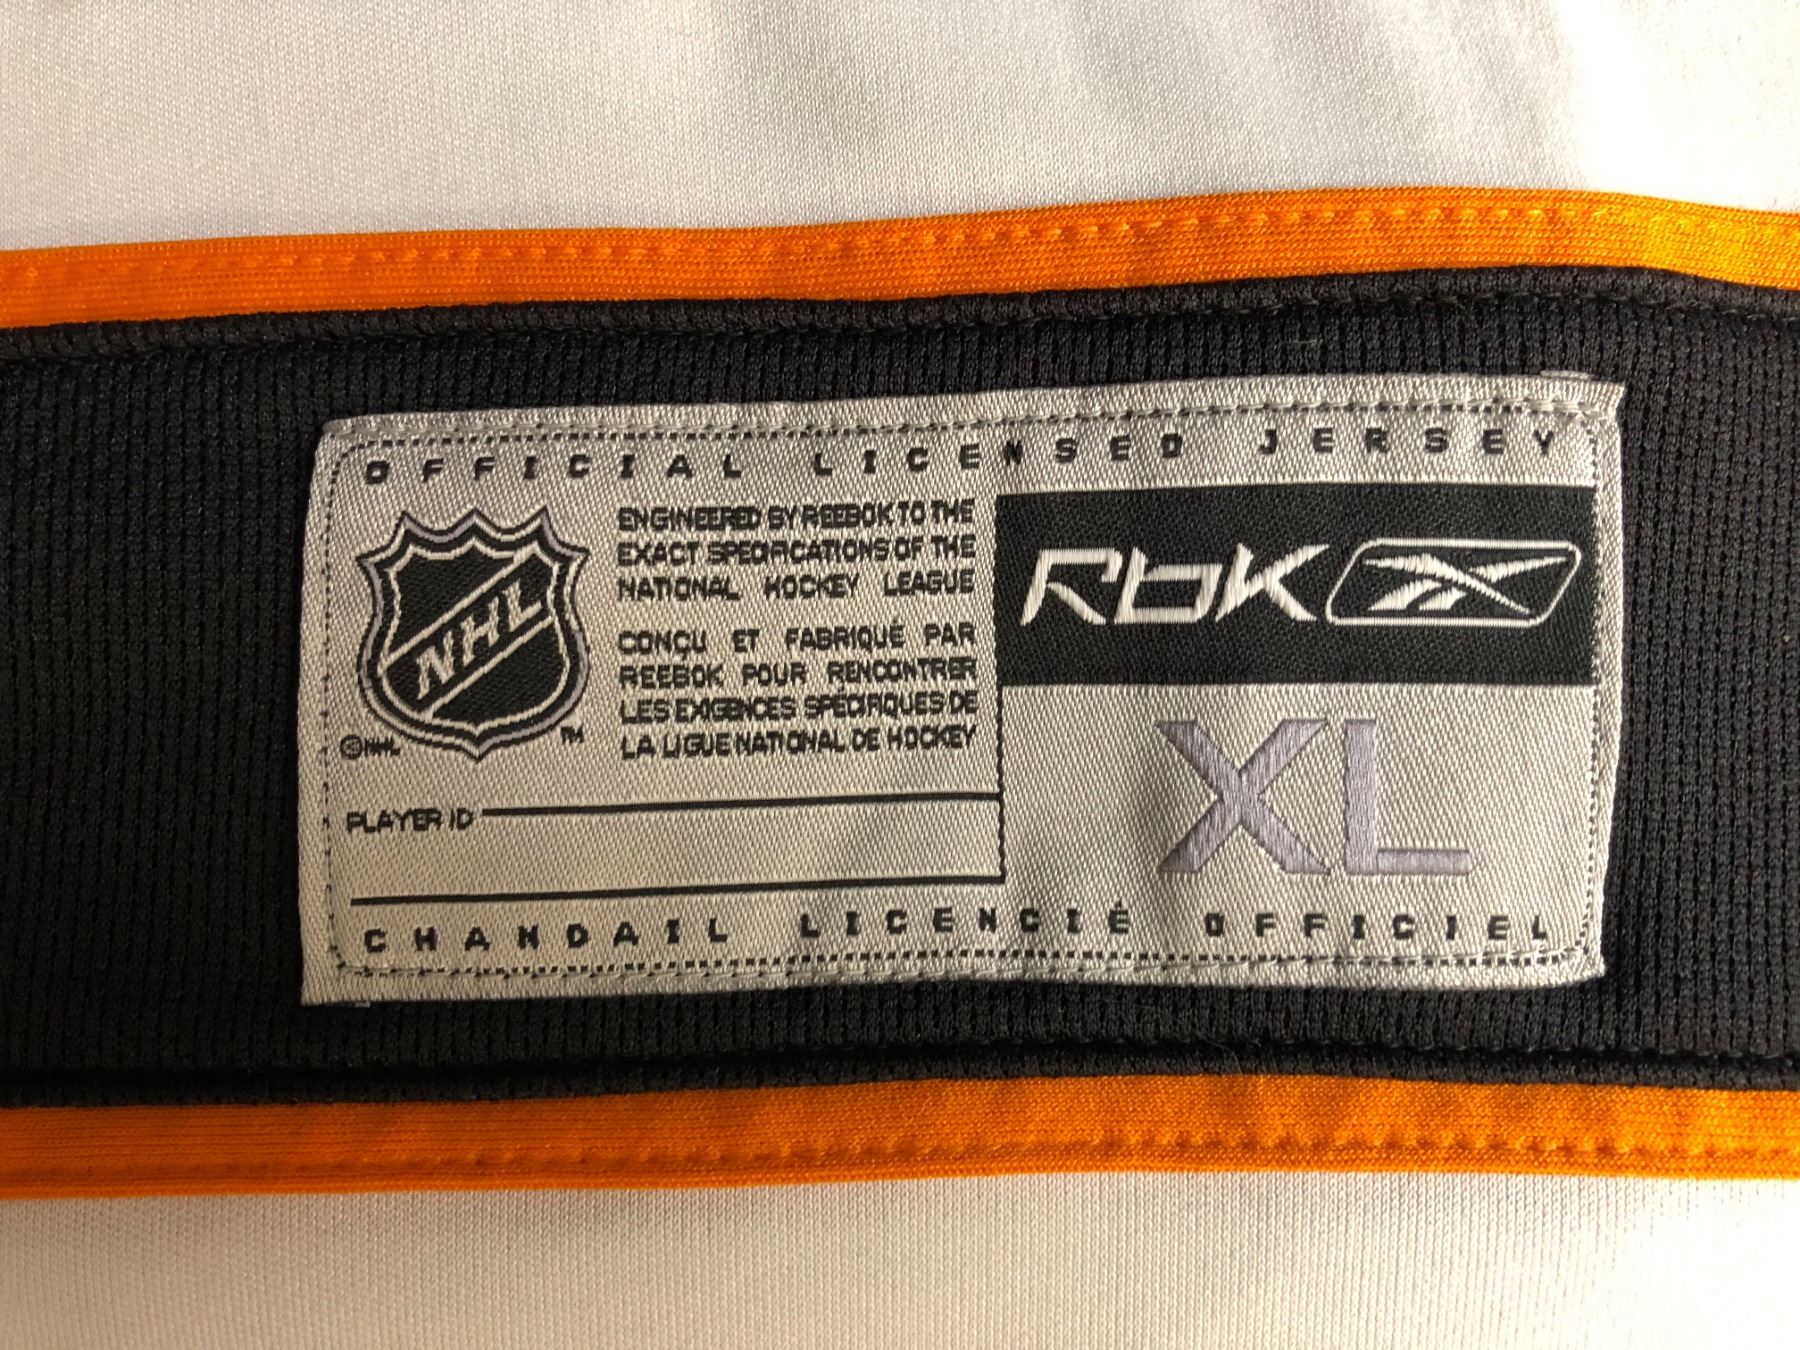 OFFICIAL LICENSED JERSEY
NHL
©NHL
TM
ENGINEERED BY REEBOK TO THE
EXACT SPECIFICATIONS OF THE
NATIONAL HOCKEY LEAGUE
CONÇU ET FABRIQUÉ PAR
REEBOK POUR RENCONTRER
LES EXIGENCES SPÉCIFIQUES DE
LA LIGUE NATIONAL DE HOCKEY
PLAYER ID
Rbk
XL
CHANDAIL LICENCIÉ OFFICIEL